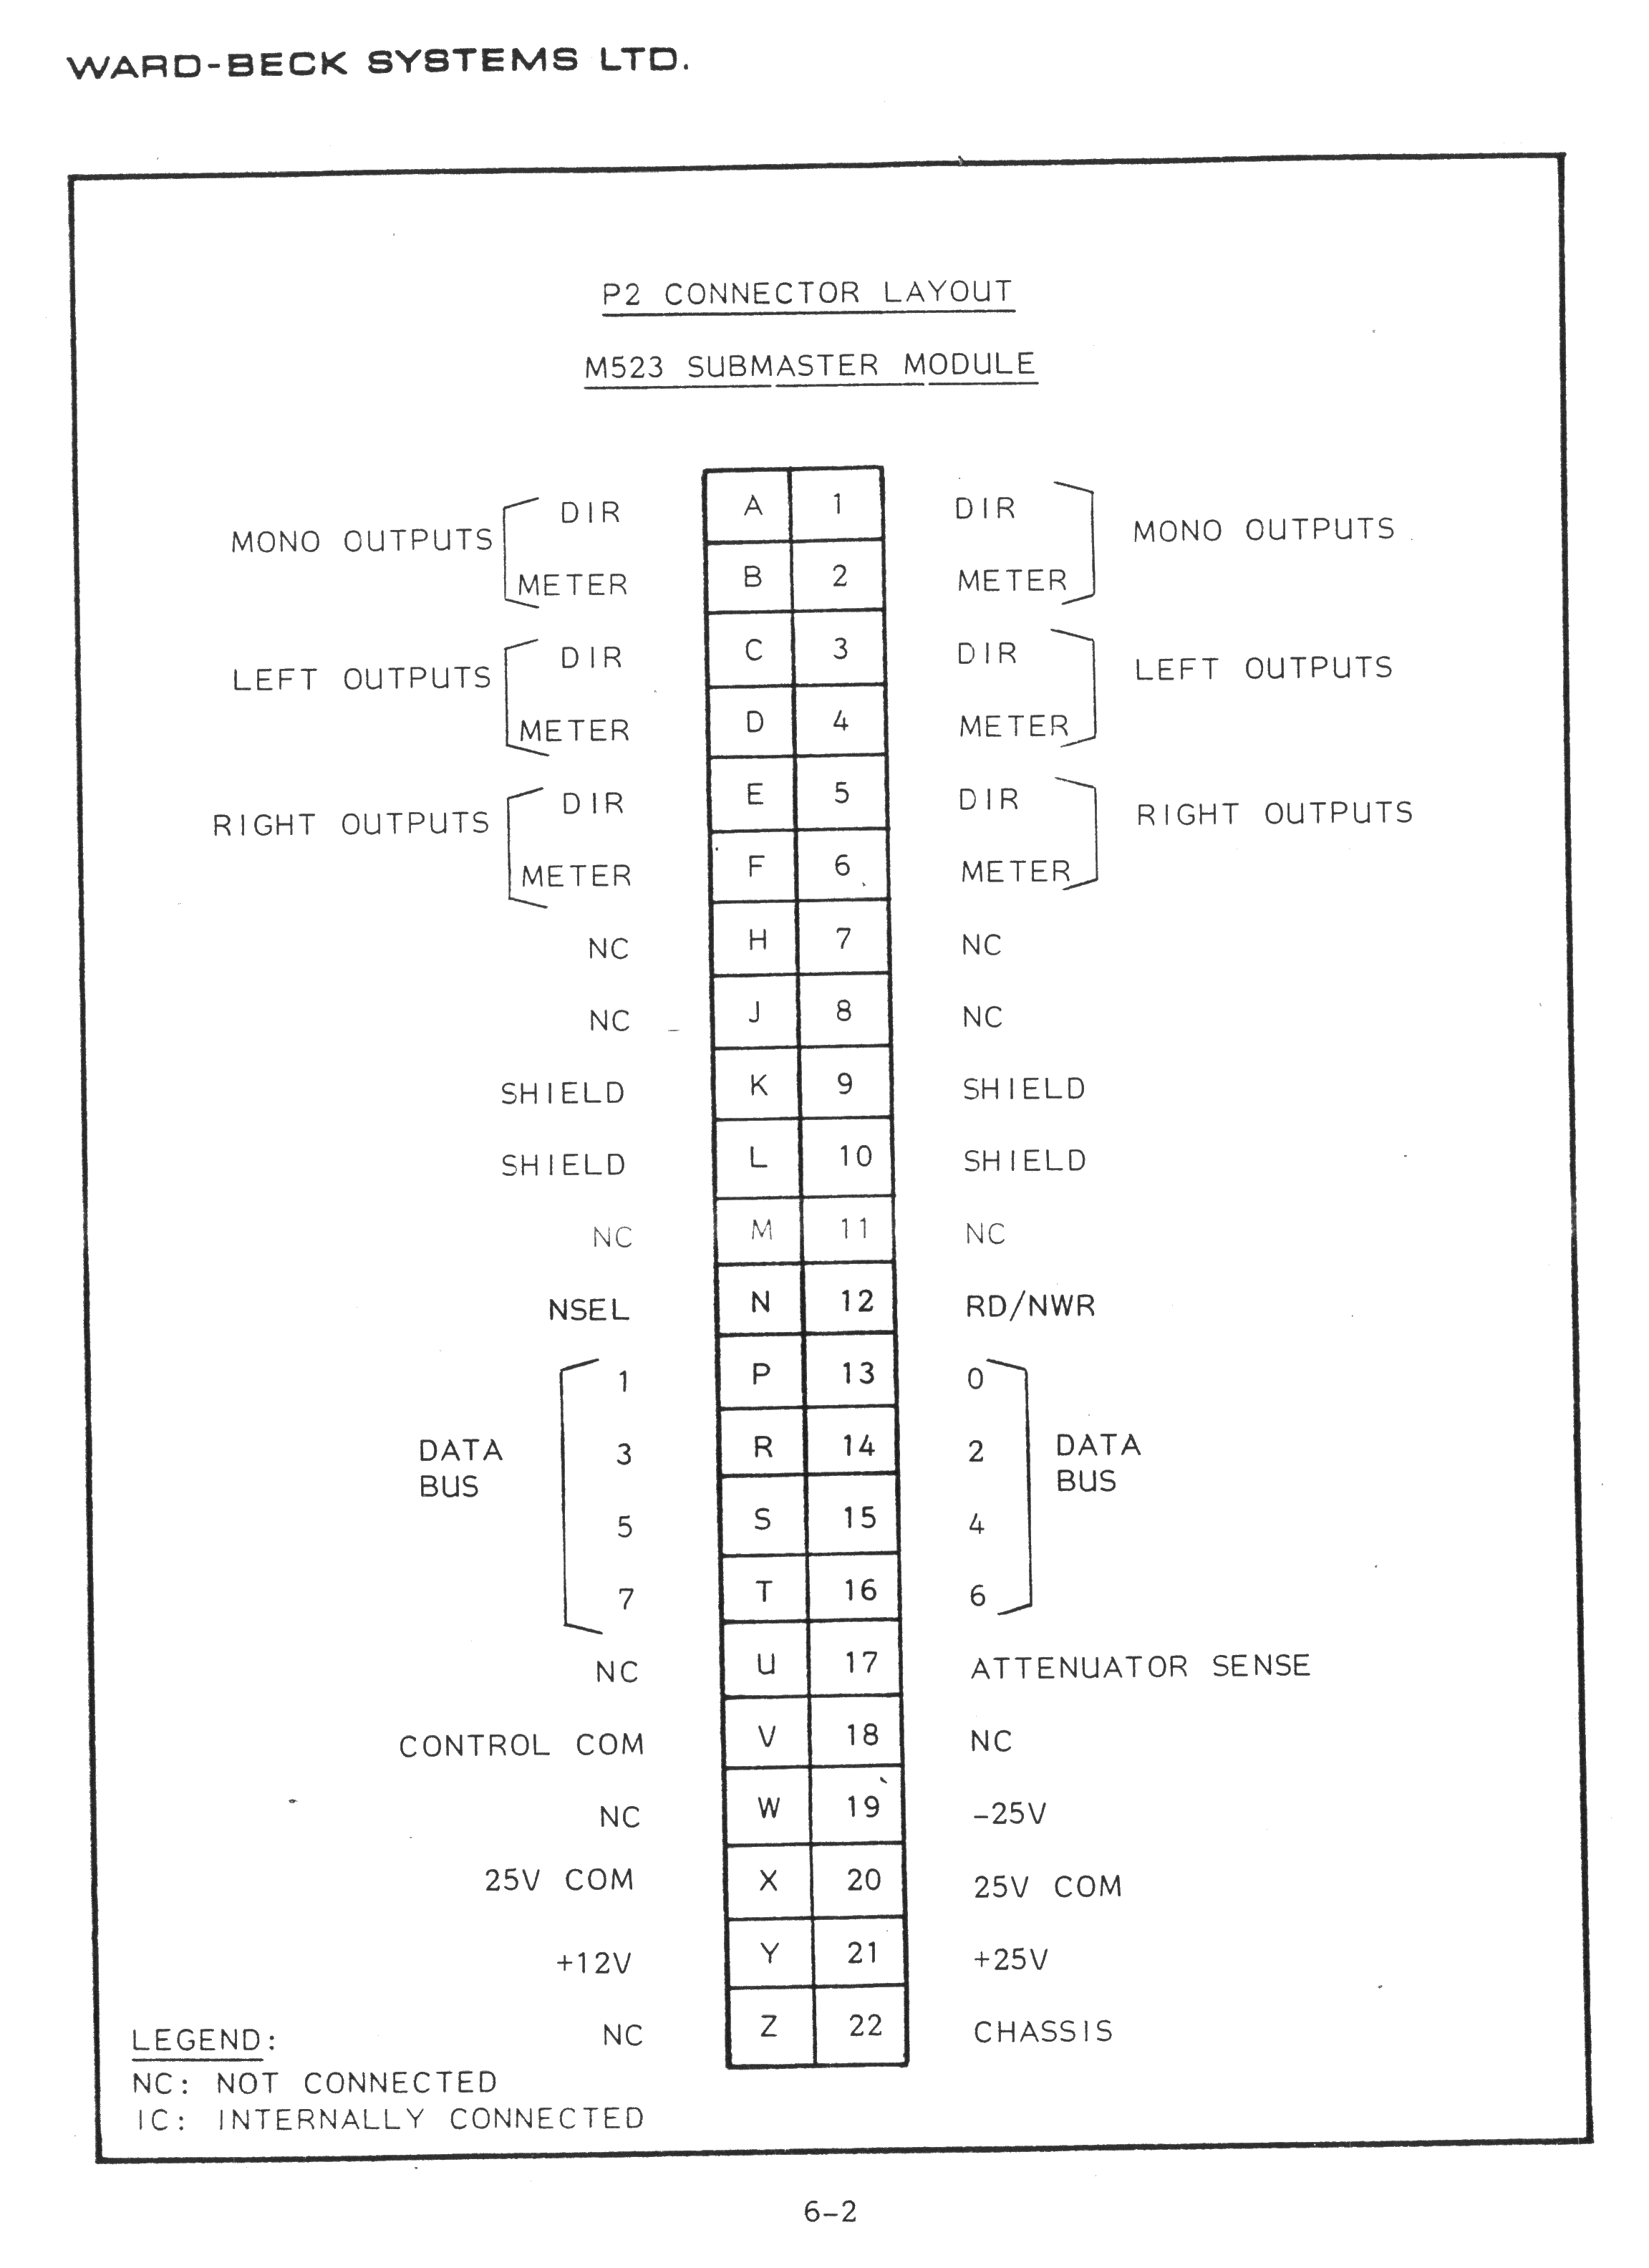 WARD-BECK SYSTEMS LTD.
P2 CONNECTOR LAYOUT
M523 SUBMASTER MODULE
MONO OUTPUTS DIR A 1 DIR MONO OUTPUTS
METER B 2 METER
LEFT OUTPUTS DIR C 3 DIR LEFT OUTPUTS
METER D 4 METER
RIGHT OUTPUTS DIR E 5 DIR RIGHT OUTPUTS
METER F 6 METER
NC H 7 NC
NC J 8 NC
SHIELD K 9 SHIELD
SHIELD L 10 SHIELD
NC M 11 NC
NSEL N 12 RD/NWR
1 P 13 0
DATA 3 R 14 2 DATA
BUS BUS
5 S 15 4
7 T 16 6
NC U 17 ATTENUATOR SENSE
CONTROL COM V 18 NC
NC W 19 -25V
25V COM X 20 25V COM
+12V Y 21 +25V
NC Z 22 CHASSIS
LEGEND:
NC: NOT CONNECTED
IC: INTERNALLY CONNECTED
6-2